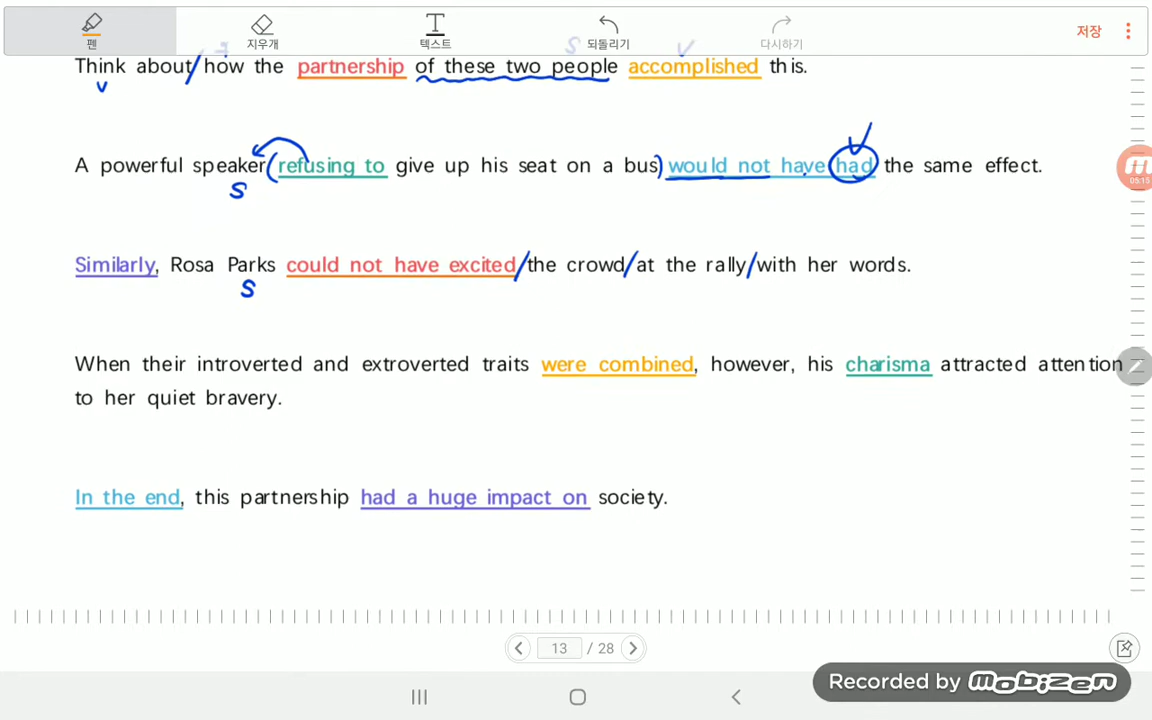 펜
지우개
텍스트
되돌리기
다시하기
저장
S V
Think about/ how the partnership of these two people accomplished this.
V
A powerful speaker (refusing to give up his seat on a bus) would not have had the same effect.
S
05:15
Similarly, Rosa Parks could not have excited/the crowd/at the rally/with her words.
S
When their introverted and extroverted traits were combined, however, his charisma attracted attention
to her quiet bravery.
In the end, this partnership had a huge impact on society.
13 / 28
Recorded by mobizen